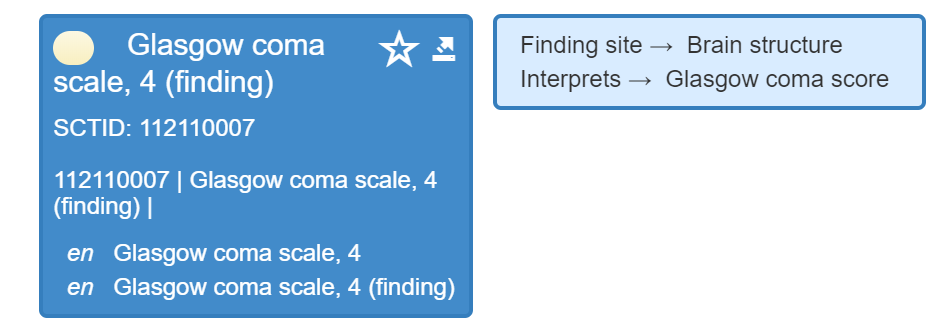 Glasgow coma
scale, 4 (finding)
SCTID: 112110007
112110007 | Glasgow coma scale, 4
(finding) |
en Glasgow coma scale, 4
en Glasgow coma scale, 4 (finding)
Finding site → Brain structure
Interprets → Glasgow coma score